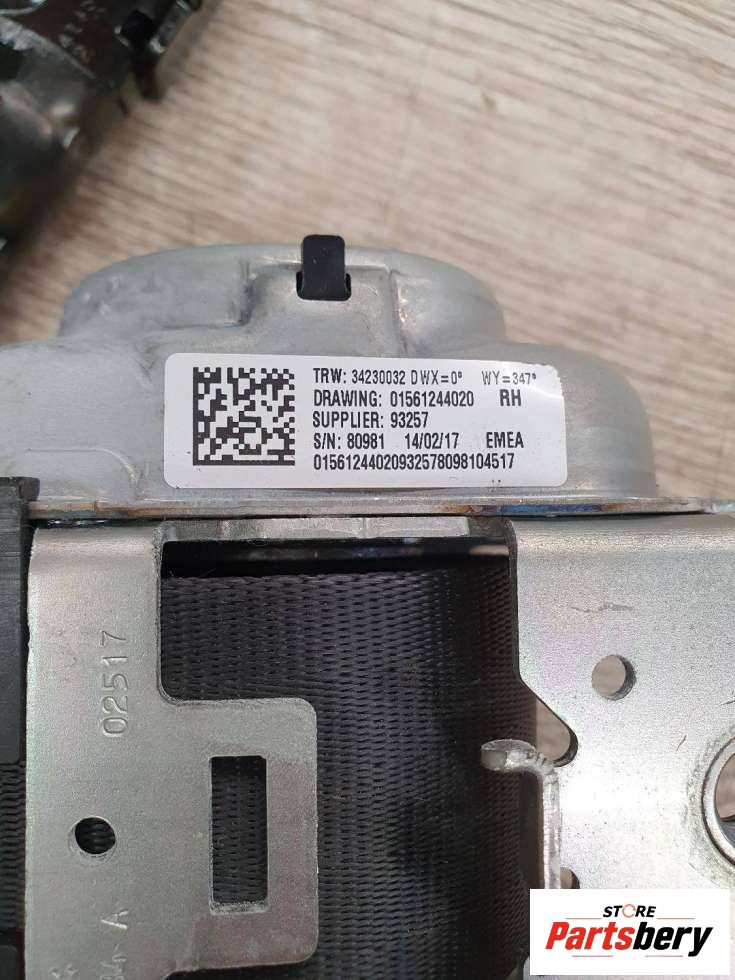 TRW: 34230032 DWX=0° WY=347°
DRAWING: 01561244020 RH
SUPPLIER: 93257
S/N: 80981 14/02/17 EMEA
01561244020932578098104517
02517
A
STORE
Partsbery